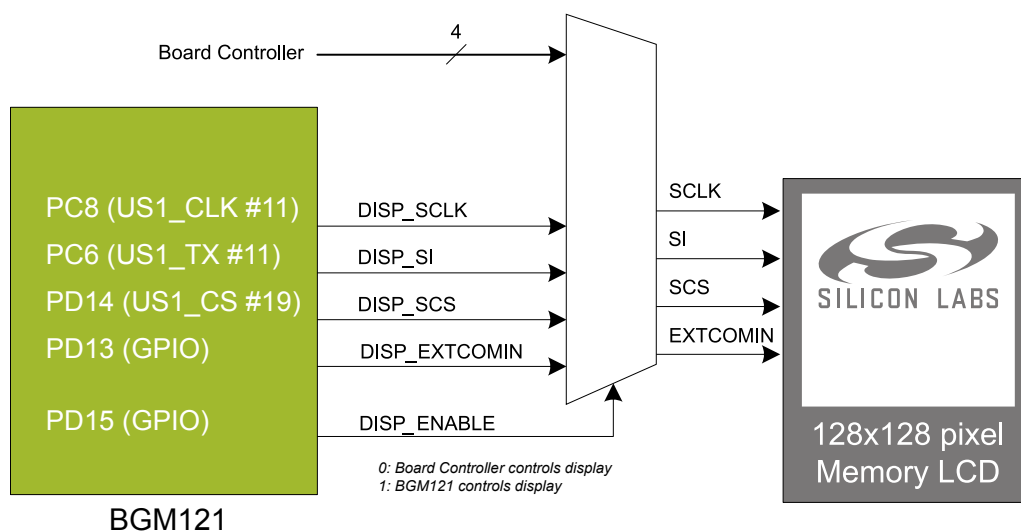 4
Board Controller
PC8 (US1_CLK #11)
PC6 (US1_TX #11)
PD14 (US1_CS #19)
PD13 (GPIO)
PD15 (GPIO)
BGM121
DISP_SCLK
DISP_SI
DISP_SCS
DISP_EXTCOMIN
DISP_ENABLE
0: Board Controller controls display
1: BGM121 controls display
SCLK
SI
SCS
EXTCOMIN
SILICON LABS
128x128 pixel
Memory LCD